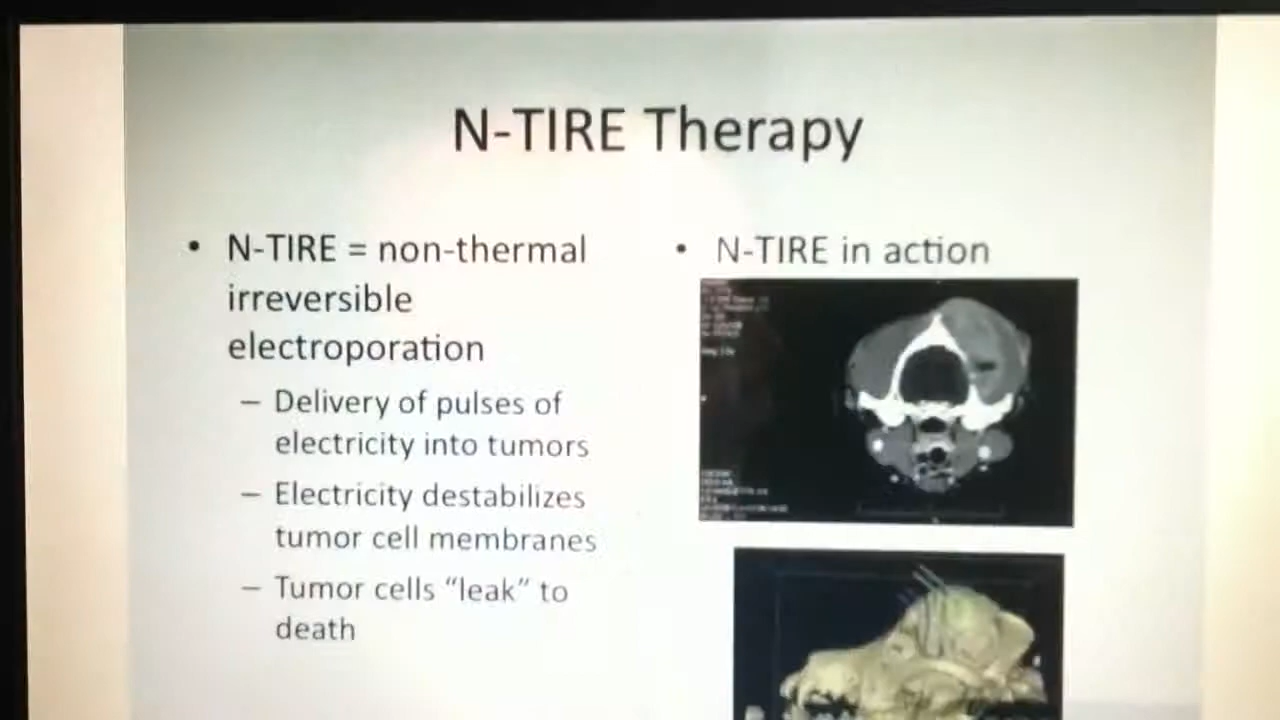 N-TIRE Therapy
• N-TIRE = non-thermal
irreversible
electroporation
– Delivery of pulses of
electricity into tumors
– Electricity destabilizes
tumor cell membranes
– Tumor cells “leak” to
death
• N-TIRE in action